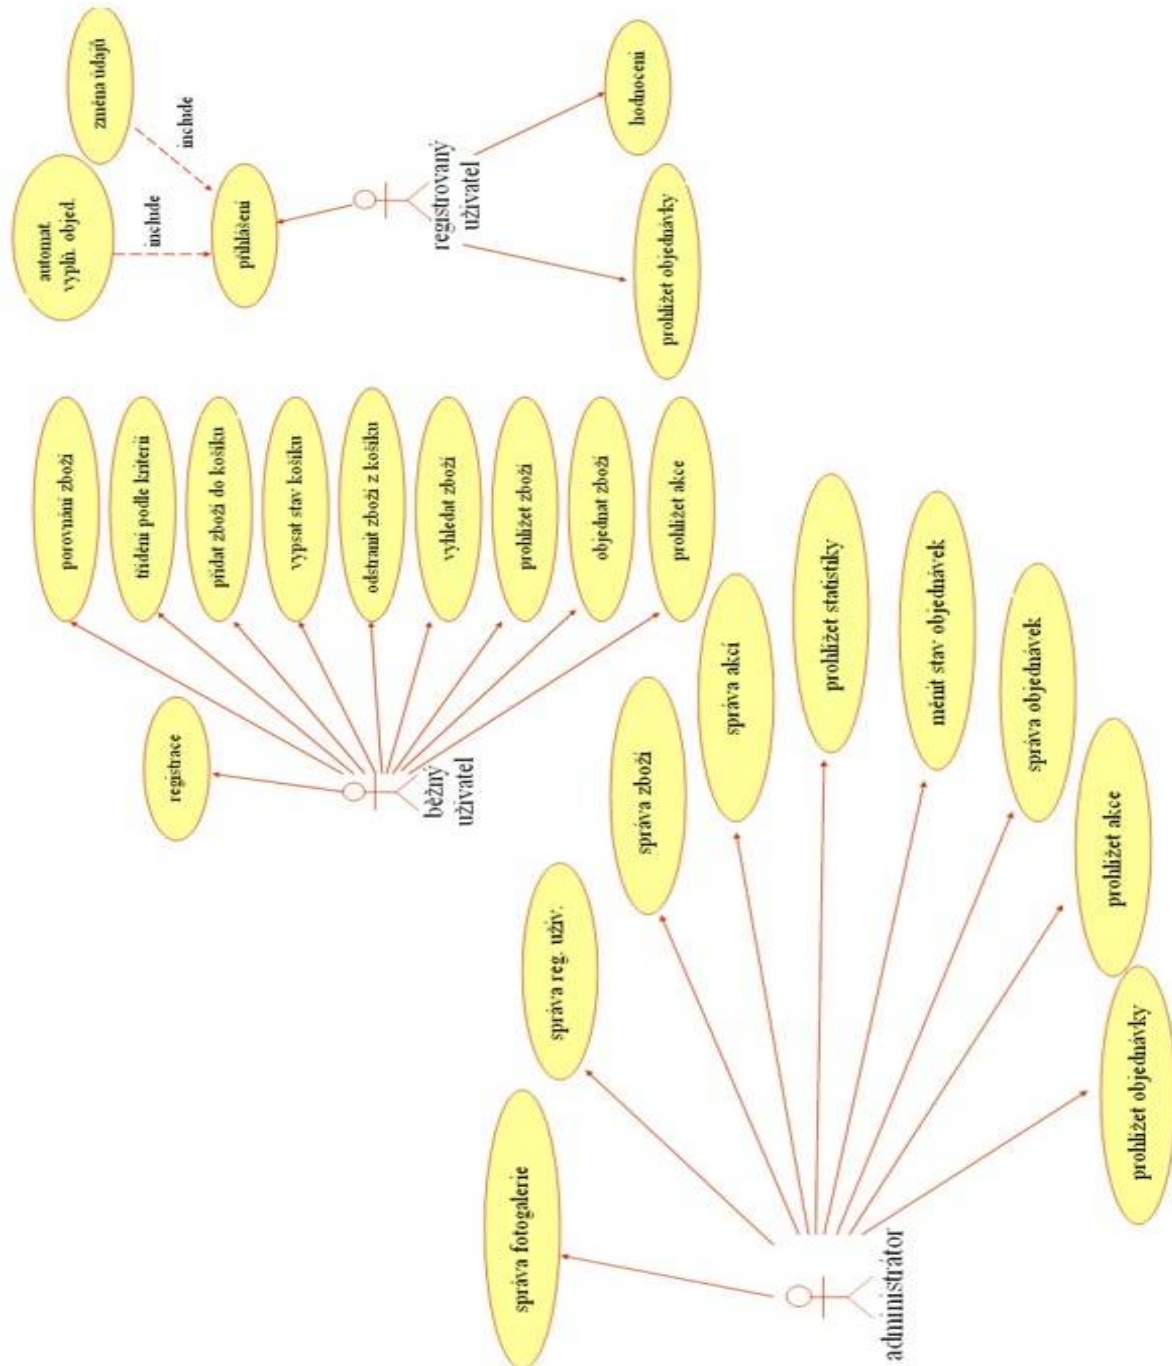 automat.
vyplň. objed.
změna údajů
include
include
přihlášení
registrovaný
uživatel
prohlížet objednávky
hodnocení
porovnání zboží
třídění podle kriterií
přidat zboží do košíku
vypsat stav košíku
odstranit zboží z košíku
vyhledat zboží
prohlížet zboží
objednat zboží
prohlížet akce
registrace
běžný
uživatel
správa fotogalerie
správa reg. uživ.
správa zboží
správa akcí
prohlížet statistiky
měnit stav objednávek
správa objednávek
prohlížet akce
prohlížet objednávky
administrátor